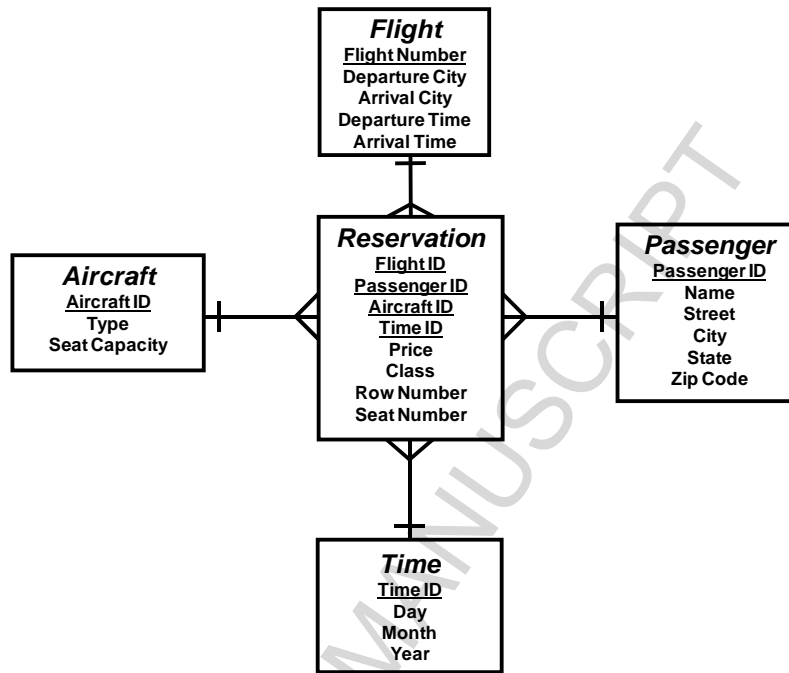 Flight
Flight Number
Departure City
Arrival City
Departure Time
Arrival Time
Aircraft
Aircraft ID
Type
Seat Capacity
Reservation
Flight ID
Passenger ID
Aircraft ID
Time ID
Price
Class
Row Number
Seat Number
Passenger
Passenger ID
Name
Street
City
State
Zip Code
Time
Time ID
Day
Month
Year
MANUSCRIPT